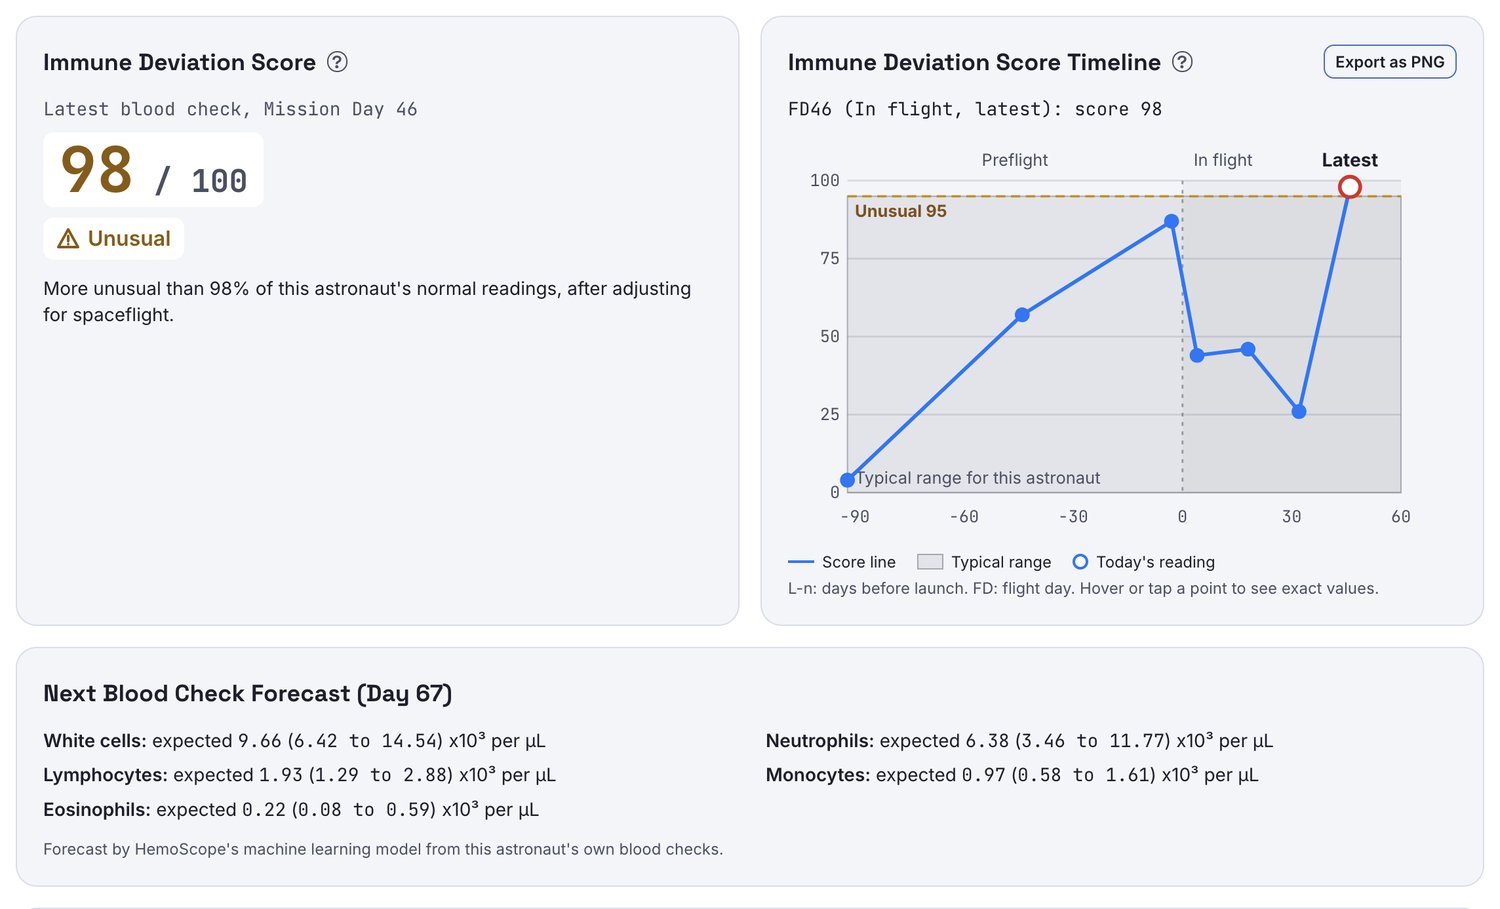 Immune Deviation Score ?
Latest blood check, Mission Day 46
98 / 100
Unusual
More unusual than 98% of this astronaut's normal readings, after adjusting
for spaceflight.
Immune Deviation Score Timeline ?
Export as PNG
FD46 (In flight, latest): score 98
Preflight
In flight
Latest
100
Unusual 95
75
50
25
Typical range for this astronaut
0
-90
-60
-30
0
30
60
Score line
Typical range
Today's reading
L-n: days before launch. FD: flight day. Hover or tap a point to see exact values.
Next Blood Check Forecast (Day 67)
White cells: expected 9.66 (6.42 to 14.54) x10³ per µL
Neutrophils: expected 6.38 (3.46 to 11.77) x10³ per µL
Lymphocytes: expected 1.93 (1.29 to 2.88) x10³ per µL
Monocytes: expected 0.97 (0.58 to 1.61) x10³ per µL
Eosinophils: expected 0.22 (0.08 to 0.59) x10³ per µL
Forecast by HemoScope's machine learning model from this astronaut's own blood checks.